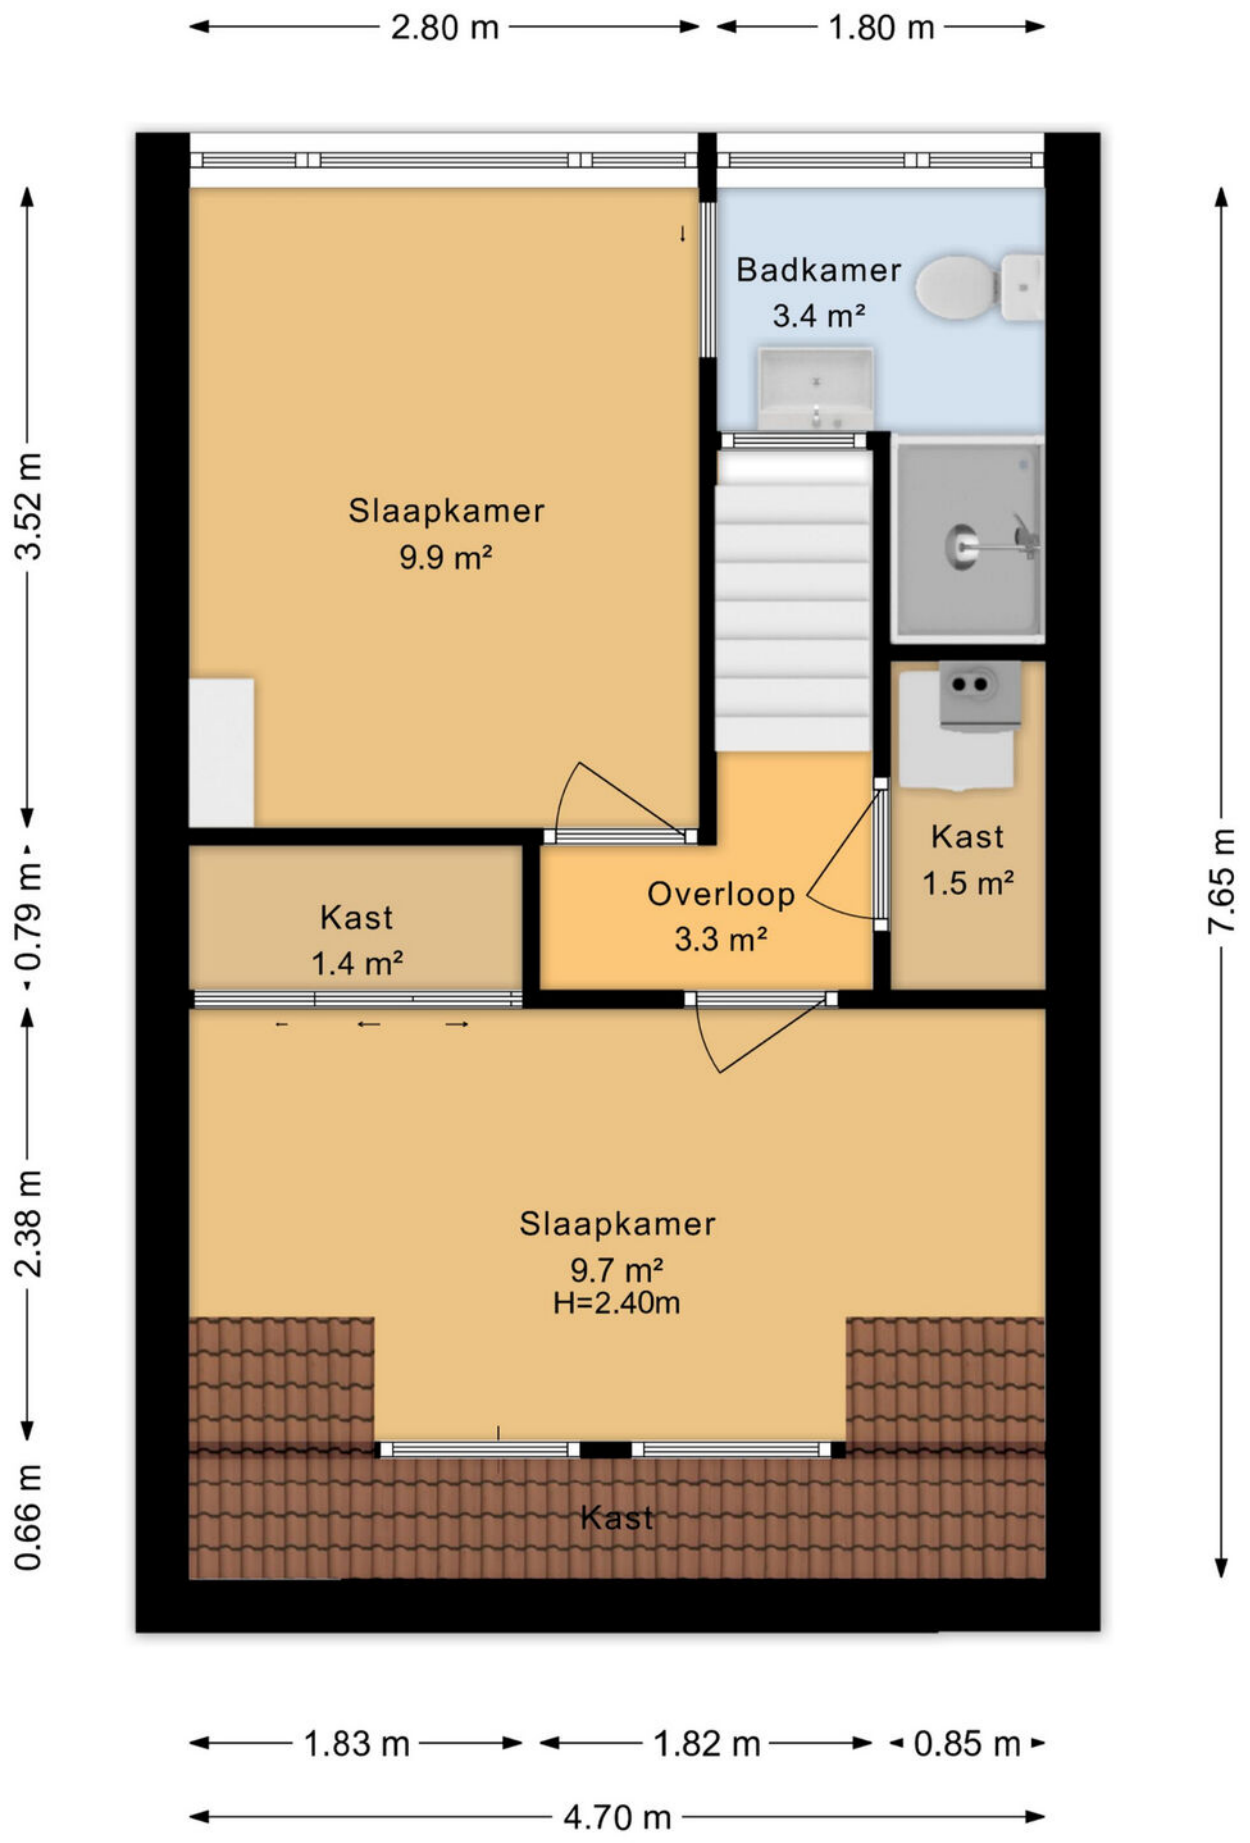 2.80 m
1.80 m
Badkamer
3.4 m²
Slaapkamer
9.9 m²
3.52 m
7.65 m
Kast
1.5 m²
Overloop
3.3 m²
Kast
1.4 m²
0.79 m
2.38 m
Slaapkamer
9.7 m²
H=2.40m
0.66 m
Kast
1.83 m
1.82 m
0.85 m
4.70 m